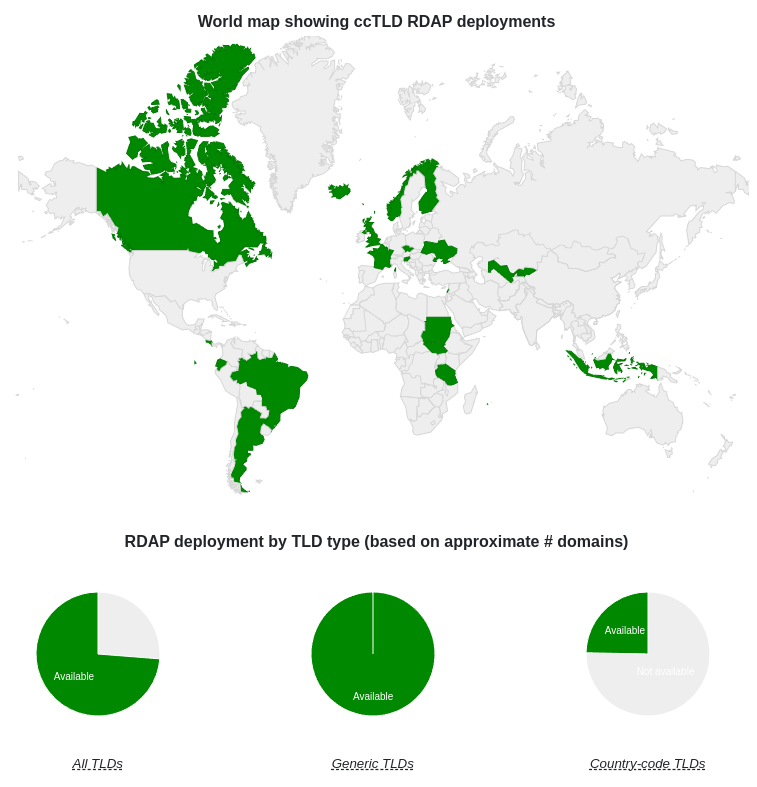 World map showing ccTLD RDAP deployments
RDAP deployment by TLD type (based on approximate # domains)
Available
Available
Available
Not available
All TLDs
Generic TLDs
Country-code TLDs